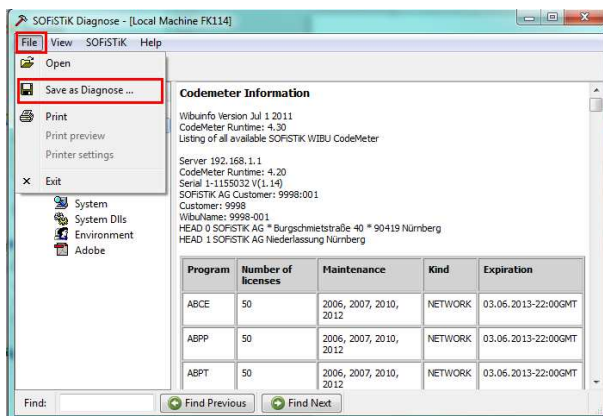 SOFiSTiK Diagnose - [Local Machine FK114]
File View SOFiSTiK Help
Open
Save as Diagnose ...
Print
Print preview
Printer settings
Exit
System
System Dlls
Environment
Adobe
Codemeter Information
Wibuinfo Version Jul 1 2011
CodeMeter Runtime: 4.30
Listing of all available SOFiSTiK WIBU CodeMeter
Server 192.168.1.1
CodeMeter Runtime: 4.20
Serial 1-1155032 V(1.14)
SOFiSTiK AG Customer: 9998:001
Customer: 9998
WibuName: 9998-001
HEAD 0 SOFiSTiK AG * Burgschmietstraße 40 * 90419 Nürnberg
HEAD 1 SOFiSTiK AG Niederlassung Nürnberg
Program Number of licenses Maintenance Kind Expiration
ABCE 50 2006, 2007, 2010, 2012 NETWORK 03.06.2013-22:00GMT
ABPP 50 2006, 2007, 2010, 2012 NETWORK 03.06.2013-22:00GMT
ABPT 50 2006, 2007, 2010, 2012 NETWORK 03.06.2013-22:00GMT
Find: Find Previous Find Next